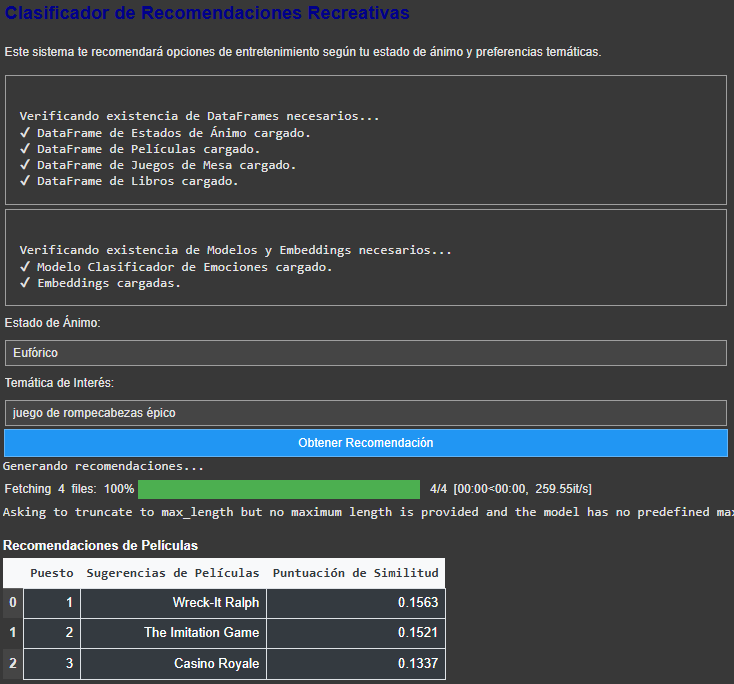 Clasificador de Recomendaciones Recreativas
Este sistema te recomendará opciones de entretenimiento según tu estado de ánimo y preferencias temáticas.
Verificando existencia de DataFrames necesarios...
✔ DataFrame de Estados de Ánimo cargado.
✔ DataFrame de Películas cargado.
✔ DataFrame de Juegos de Mesa cargado.
✔ DataFrame de Libros cargado.
Verificando existencia de Modelos y Embeddings necesarios...
✔ Modelo Clasificador de Emociones cargado.
✔ Embeddings cargadas.
Estado de Ánimo:
Eufórico
Temática de Interés:
juego de rompecabezas épico
Obtener Recomendación
Generando recomendaciones...
Fetching 4 files: 100% 4/4 [00:00<00:00, 259.55it/s]
Asking to truncate to max_length but no maximum length is provided and the model has no predefined
Recomendaciones de Películas
Puesto Sugerencias de Películas Puntuación de Similitud
0 1 Wreck-It Ralph 0.1563
1 2 The Imitation Game 0.1521
2 3 Casino Royale 0.1337